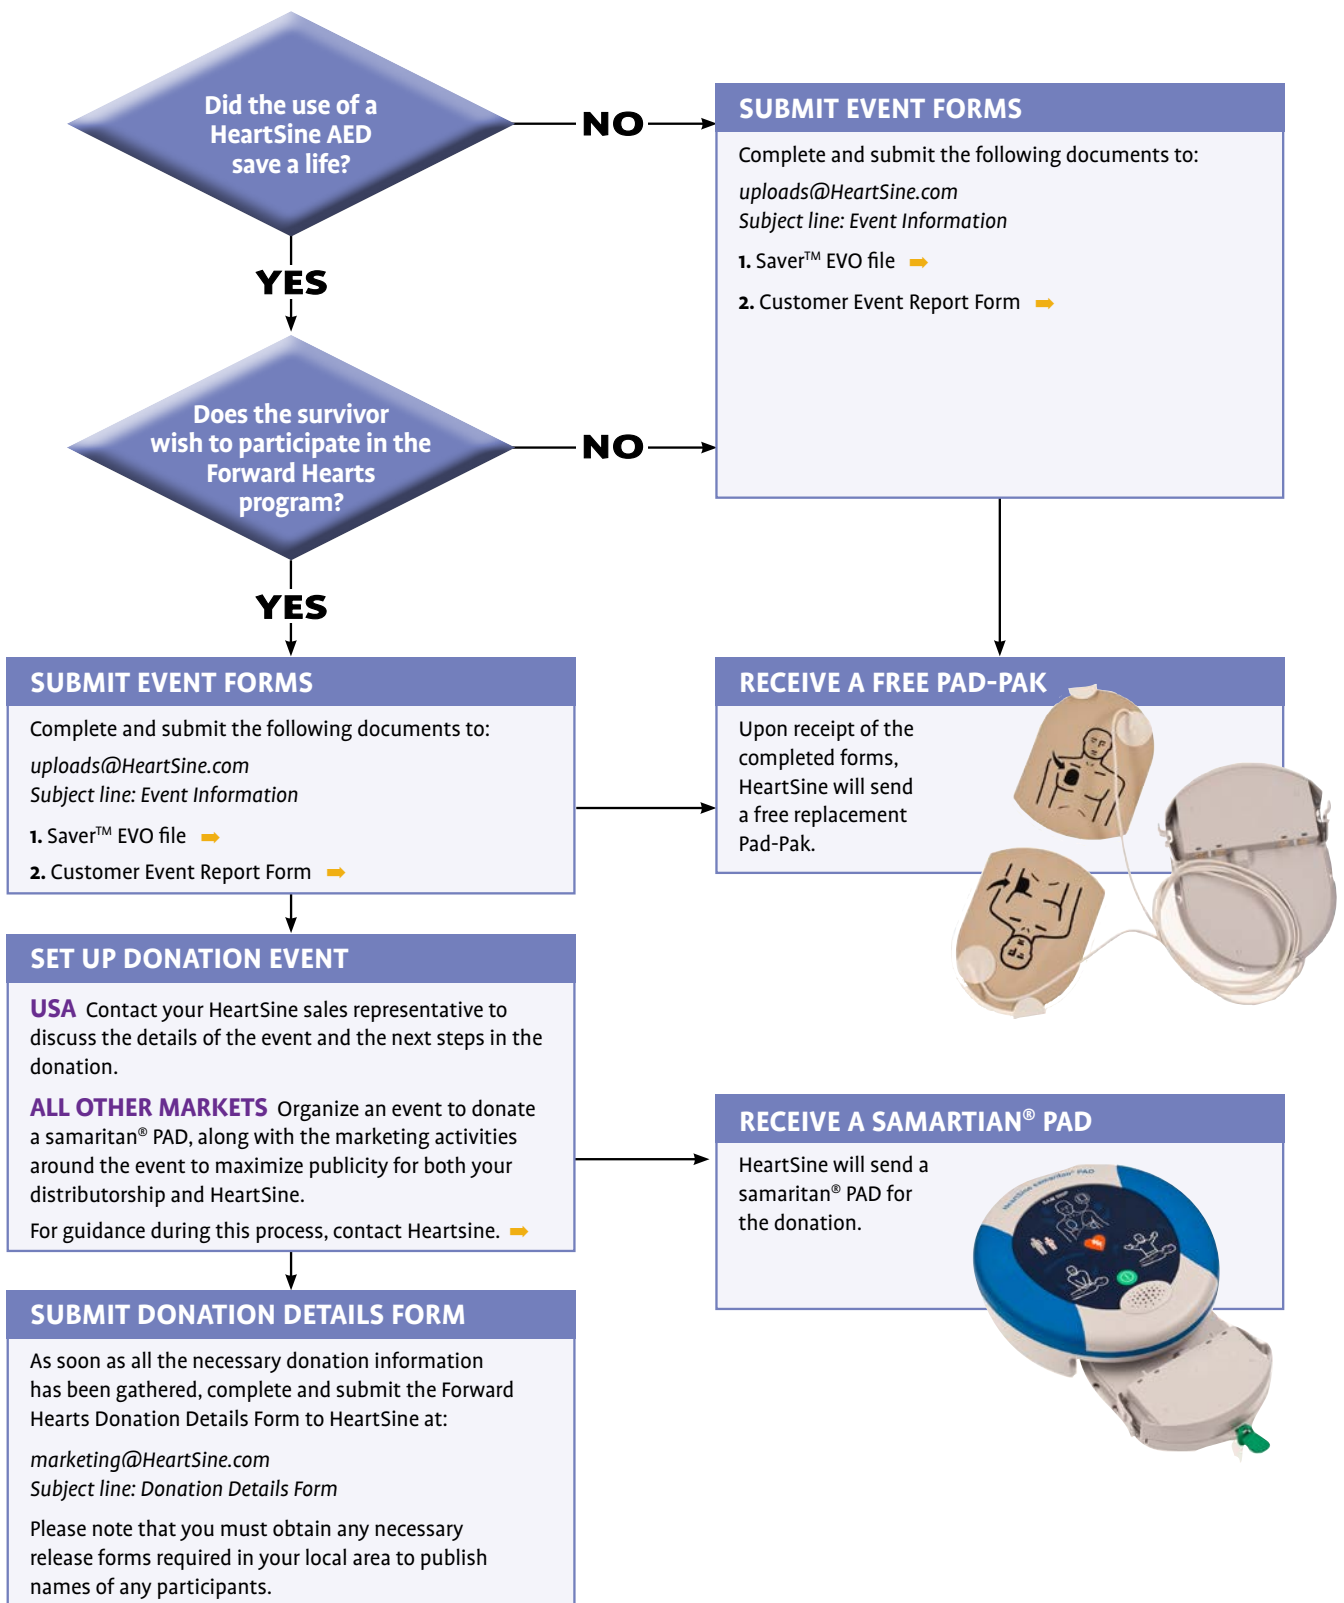 Did the use of a
HeartSine AED
save a life?
NO
YES
SUBMIT EVENT FORMS
Complete and submit the following documents to:
uploads@HeartSine.com
Subject line: Event Information
1. Saver™ EVO file
2. Customer Event Report Form
Does the survivor
wish to participate in the
Forward Hearts
program?
NO
YES
SUBMIT EVENT FORMS
Complete and submit the following documents to:
uploads@HeartSine.com
Subject line: Event Information
1. Saver™ EVO file
2. Customer Event Report Form
RECEIVE A FREE PAD-PAK
Upon receipt of the
completed forms,
HeartSine will send
a free replacement
Pad-Pak.
SET UP DONATION EVENT
USA Contact your HeartSine sales representative to
discuss the details of the event and the next steps in the
donation.
ALL OTHER MARKETS Organize an event to donate
a samaritan® PAD, along with the marketing activities
around the event to maximize publicity for both your
distributorship and HeartSine.
For guidance during this process, contact Heartsine.
RECEIVE A SAMARTIAN® PAD
HeartSine will send a
samaritan® PAD for
the donation.
HeartSine samaritan® PAD
SUBMIT DONATION DETAILS FORM
As soon as all the necessary donation information
has been gathered, complete and submit the Forward
Hearts Donation Details Form to HeartSine at:
marketing@HeartSine.com
Subject line: Donation Details Form
Please note that you must obtain any necessary
release forms required in your local area to publish
names of any participants.